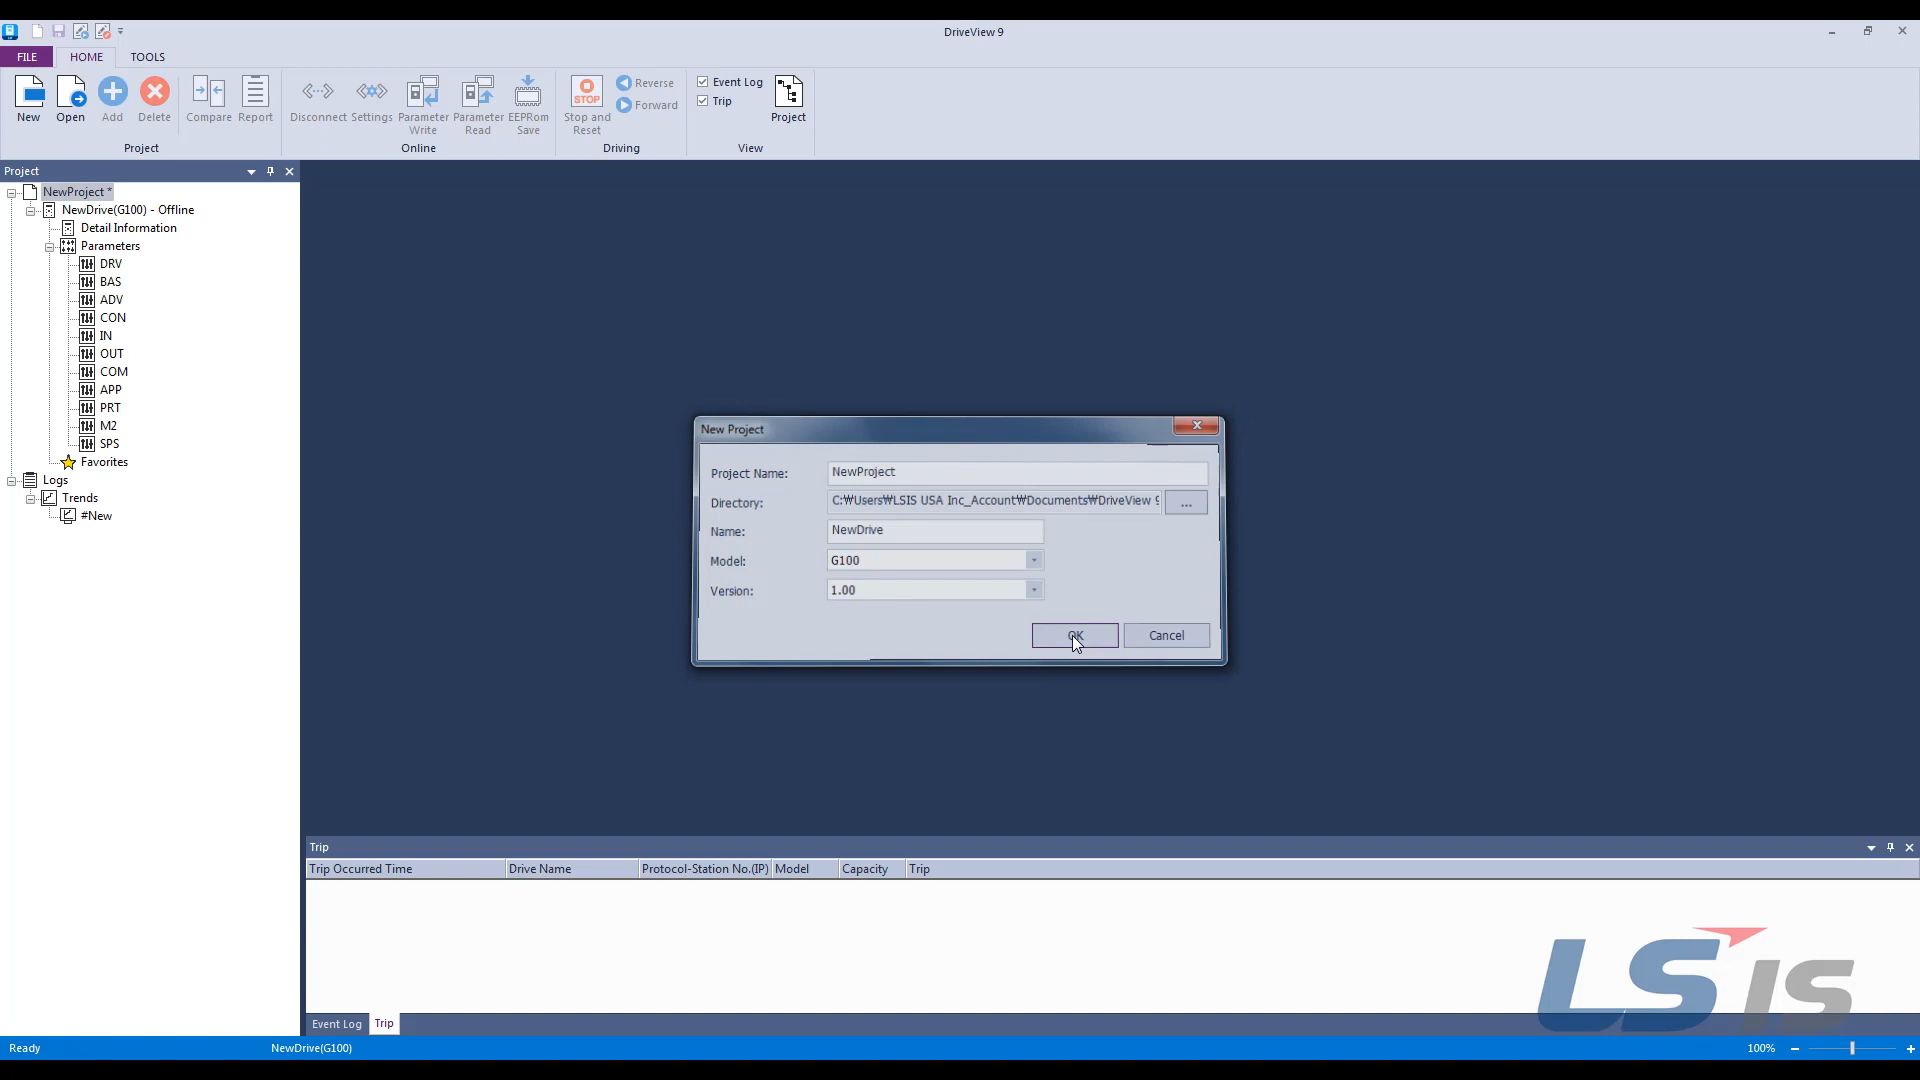 DriveView 9
FILE
HOME
TOOLS
New
Open
Add
Delete
Compare
Report
Project
Disconnect
Settings
Parameter
Write
Parameter
Read
EEPRom
Save
Online
STOP
Stop and
Reset
Reverse
Forward
Driving
Event Log
Trip
Project
View
Project
NewProject *
NewDrive(G100) - Offline
Detail Information
Parameters
DRV
BAS
ADV
CON
IN
OUT
COM
APP
PRT
M2
SPS
Favorites
Logs
Trends
#New
New Project
Project Name: NewProject
Directory: C:₩Users₩LSIS USA Inc_Account₩Documents₩DriveView 9
...
Name: NewDrive
Model: G100
Version: 1.00
OK
Cancel
Trip
Trip Occurred Time
Drive Name
Protocol-Station No.(IP)
Model
Capacity
Trip
LSIS
Event Log
Trip
Ready
NewDrive(G100)
100%